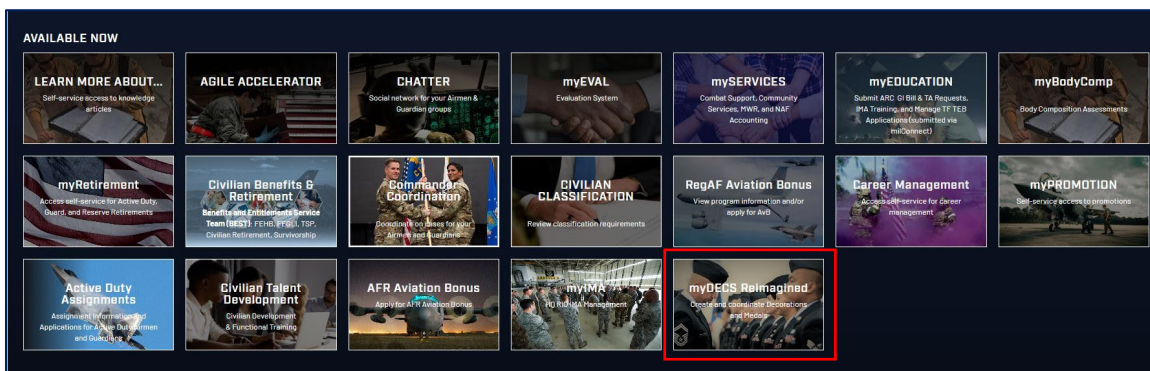 AVAILABLE NOW
LEARN MORE ABOUT...
Self-service access to knowledge
articles
AGILE ACCELERATOR
CHATTER
Social network for your Airmen &
Guardian groups
myEVAL
Evaluation System
mySERVICES
Combat Support, Community
Services, MWR, and NAF
Accounting
myEDUCATION
Submit ARC GI Bill & TA Requests,
IMA Training, and Manage TF TEB
Applications (submitted via
milConnect)
myBodyComp
Body Composition Assessments
myRetirement
Access self-service for Active Duty,
Guard, and Reserve Retirements
Civilian Benefits &
Retirement
Benefits and Entitlements Service
Team (BEST): FEHB, FEGLI, TSP,
Civilian Retirement, Survivorship
Commander
Coordination
Coordinate on cases for your
Airmen and Guardians
CIVILIAN
CLASSIFICATION
Review classification requirements
RegAF Aviation Bonus
View program information and/or
apply for AvB
Career Management
Access self-service for career
management
myPROMOTION
Self-service access to promotions
Active Duty
Assignments
Assignment Information and
Applications for Active Duty Airmen
and Guardians
Civilian Talent
Development
Civilian Development
& Functional Training
AFR Aviation Bonus
Apply for AFR Aviation Bonus
myIMA
HQ RIO IMA Management
myDECS Reimagined
Create and coordinate Decorations
and Medals